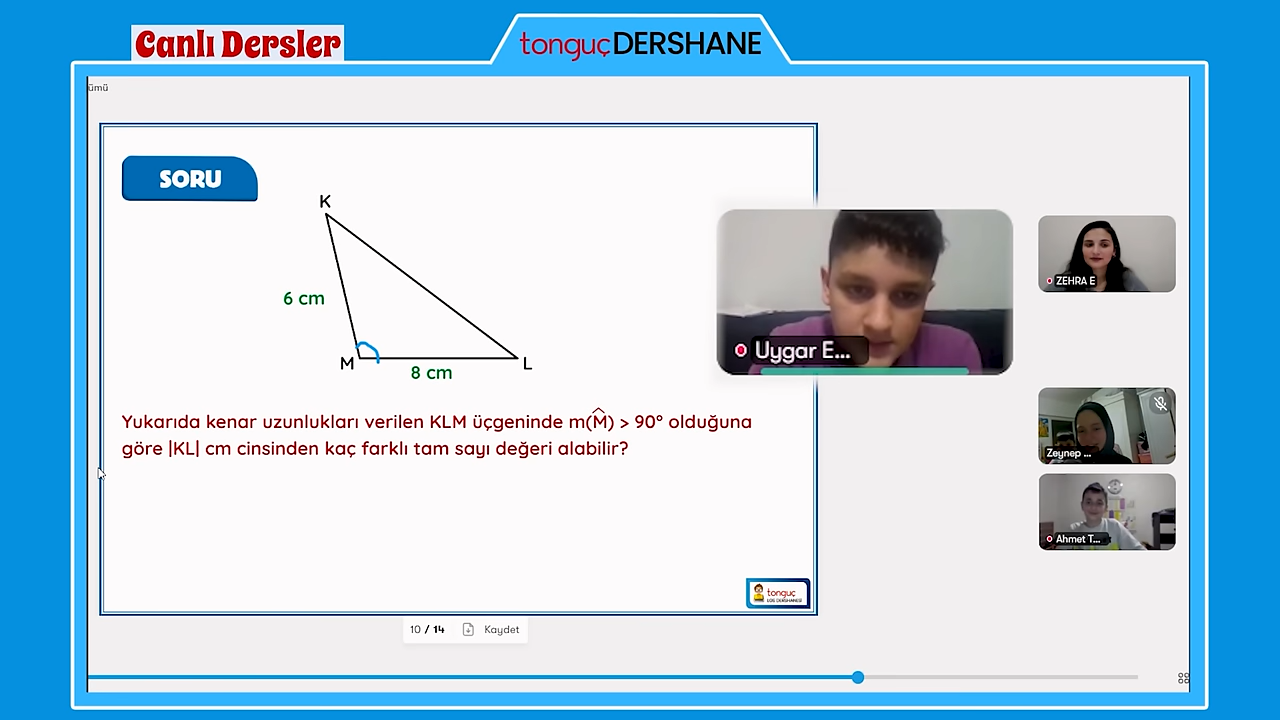 Canlı Dersler
tonguçDERSHANE
ümü
SORU
K
6 cm
M
L
8 cm
Yukarıda kenar uzunlukları verilen KLM üçgeninde m(M̂) > 90° olduğuna
göre |KL| cm cinsinden kaç farklı tam sayı değeri alabilir?
Uygar E...
ZEHRA E
Zeynep ...
Ahmet T...
tonguç
10 / 14 Kaydet